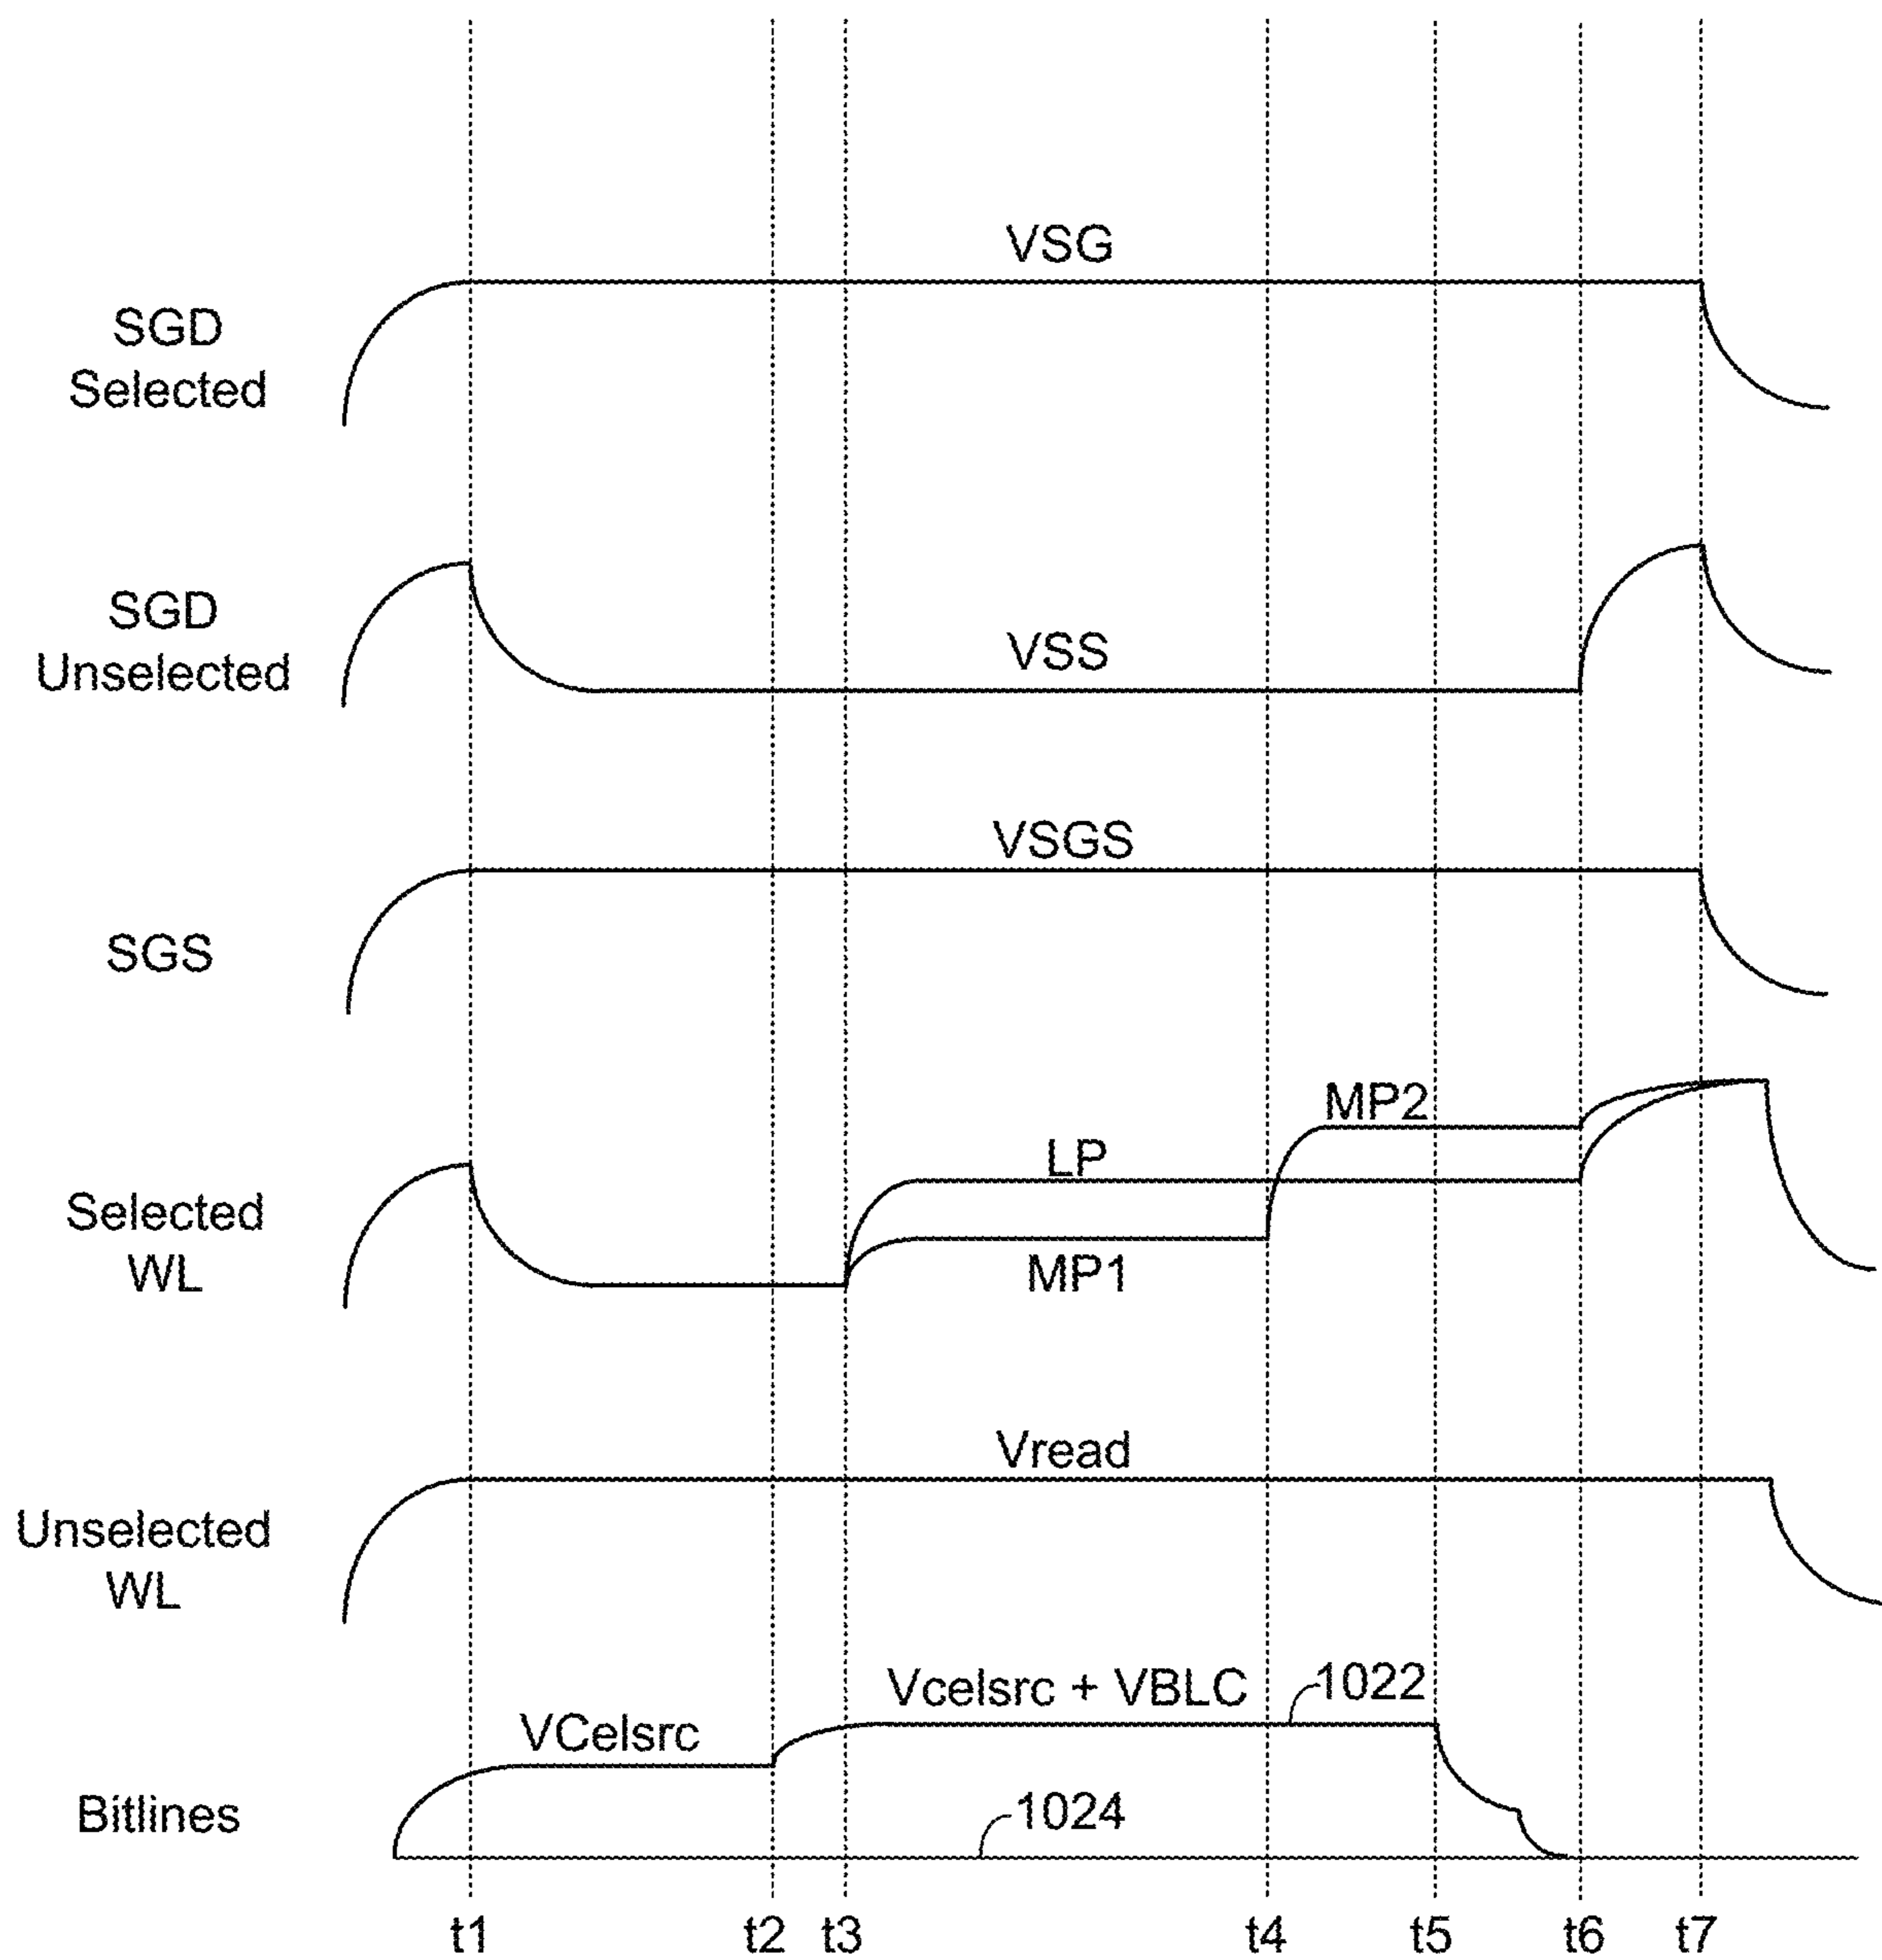 VSG
SGD
Selected
SGD
Unselected
VSS
VSGS
SGS
MP2
LP
Selected
WL
MP1
Vread
Unselected
WL
Vcelsrc + VBLC
1022
VCelsrc
Bitlines
1024
t1 t2 t3 t4 t5 t6 t7